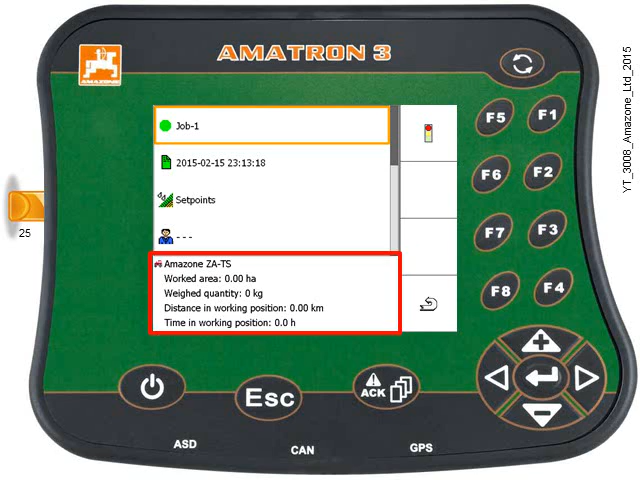 AMATRON 3
AMAZONE
Job-1
2015-02-15 23:13:18
Setpoints
---
Amazone ZA-TS
Worked area: 0.00 ha
Weighed quantity: 0 kg
Distance in working position: 0.00 km
Time in working position: 0.0 h
F5
F1
F6
F2
F7
F3
F8
F4
Esc
ACK
ASD
CAN
GPS
25
YT_3008_Amazone_Ltd_2015